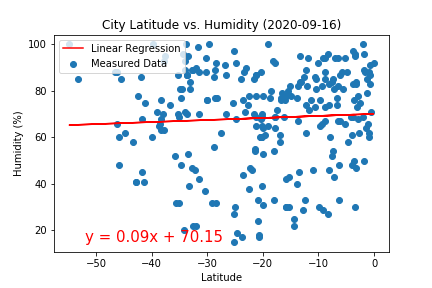 City Latitude vs. Humidity (2020-09-16)
100
80
60
40
20
Humidity (%)
Linear Regression
Measured Data
y = 0.09x + 70.15
−50
−40
−30
−20
−10
0
Latitude